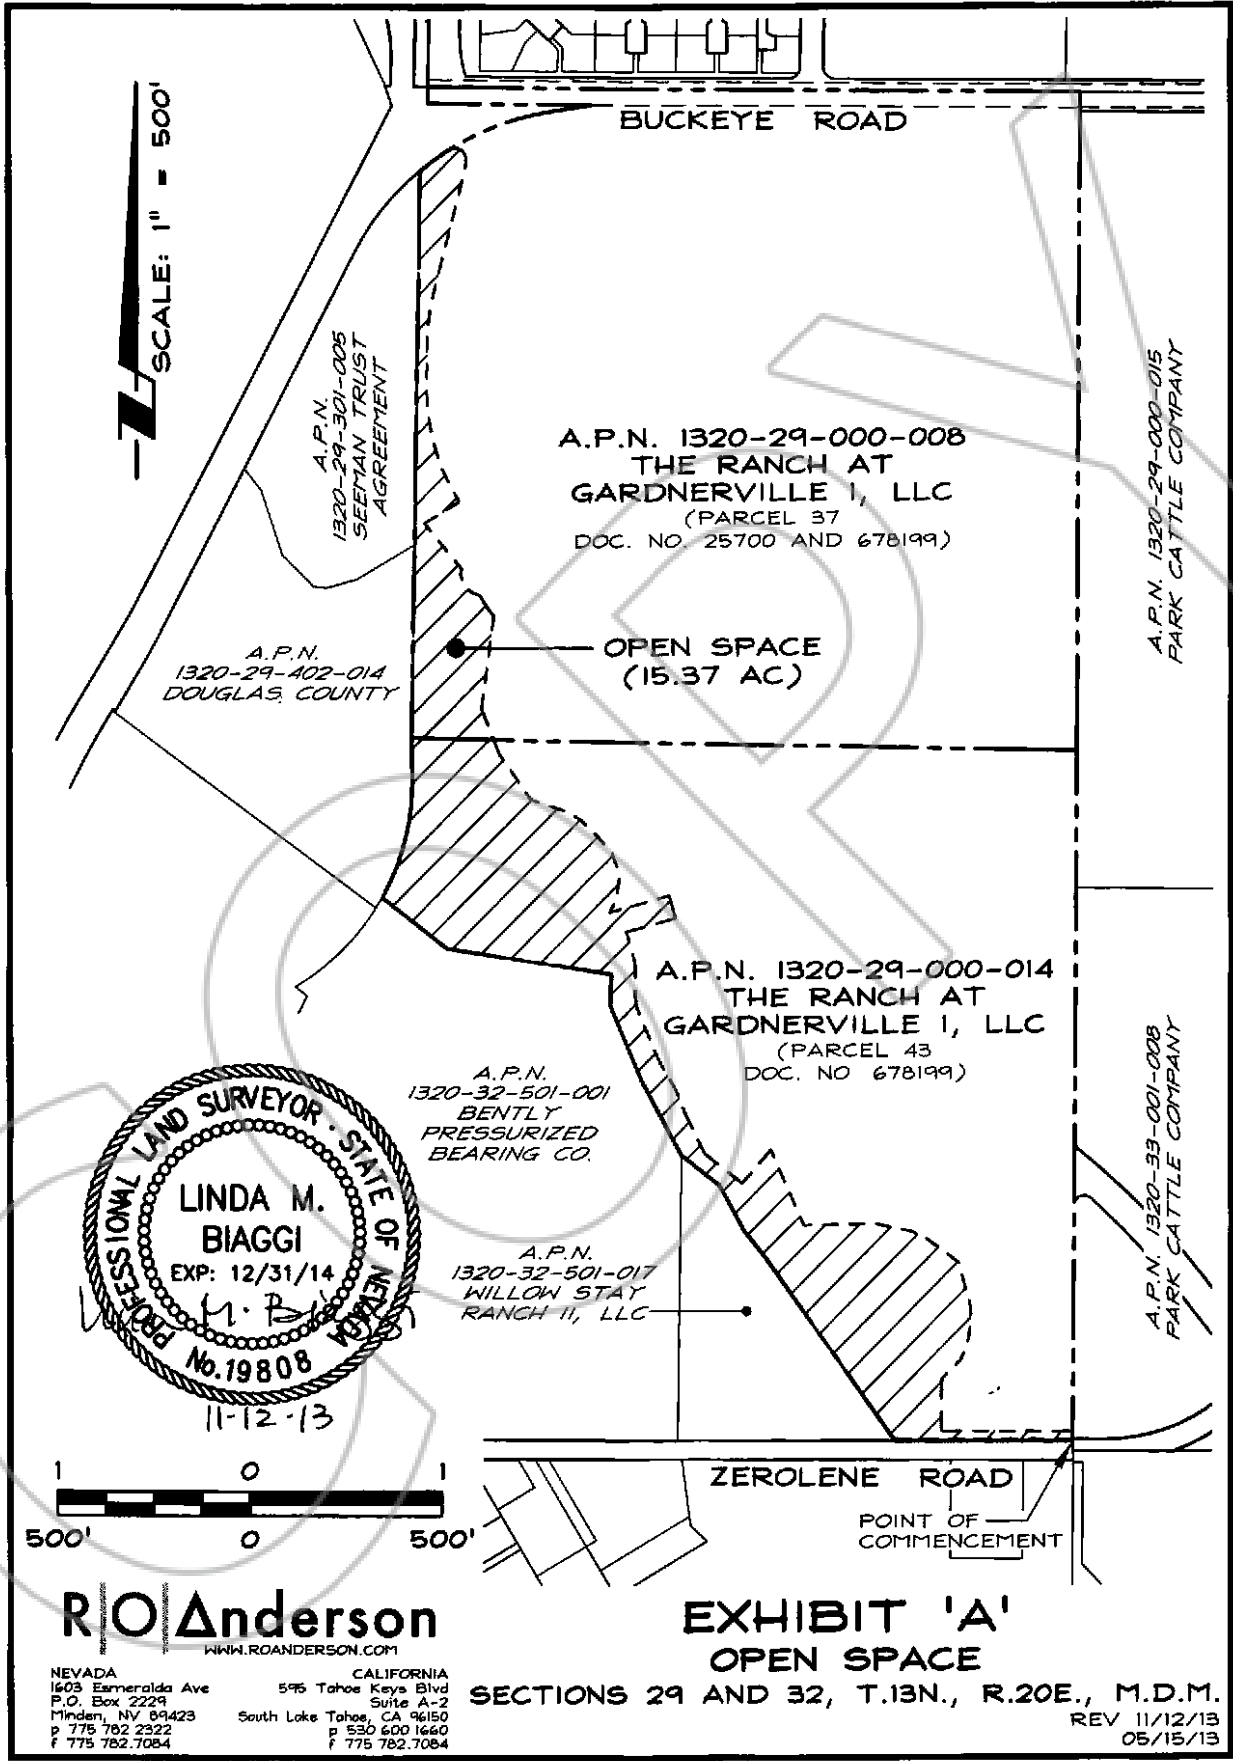 BUCKEYE ROAD
SCALE: 1" = 500'
A.P.N.
1320-29-301-005
SEEMAN TRUST
AGREEMENT
A.P.N. 1320-29-000-008
THE RANCH AT
GARDNERVILLE I, LLC
(PARCEL 37
DOC. NO. 25700 AND 678199)
A.P.N. 1320-29-000-015
PARK CATTLE COMPANY
OPEN SPACE
(15.37 AC)
A.P.N.
1320-29-402-014
DOUGLAS COUNTY
A.P.N. 1320-29-000-014
THE RANCH AT
GARDNERVILLE I, LLC
(PARCEL 43
DOC. NO 678199)
A.P.N.
1320-32-501-001
BENTLY
PRESSURIZED
BEARING CO.
A.P.N. 1320-33-001-008
PARK CATTLE COMPANY
PROFESSIONAL LAND SURVEYOR · STATE OF NEVADA
LINDA M.
BIAGGI
EXP: 12/31/14
No. 19808
11-12-13
A.P.N.
1320-32-501-017
WILLOW STAY
RANCH II, LLC
ZEROLENE ROAD
POINT OF
COMMENCEMENT
1 0 1
500' 0 500'
R|O|Anderson
WWW.ROANDERSON.COM
NEVADA
1603 Esmeralda Ave
P.O. Box 2229
Minden, NV 89423
p 775 782 2322
f 775 782.7084
CALIFORNIA
595 Tahoe Keys Blvd
Suite A-2
South Lake Tahoe, CA 96150
p 530 600 1660
f 775 782.7084
EXHIBIT 'A'
OPEN SPACE
SECTIONS 29 AND 32, T.13N., R.20E., M.D.M.
REV 11/12/13
05/15/13
COPY